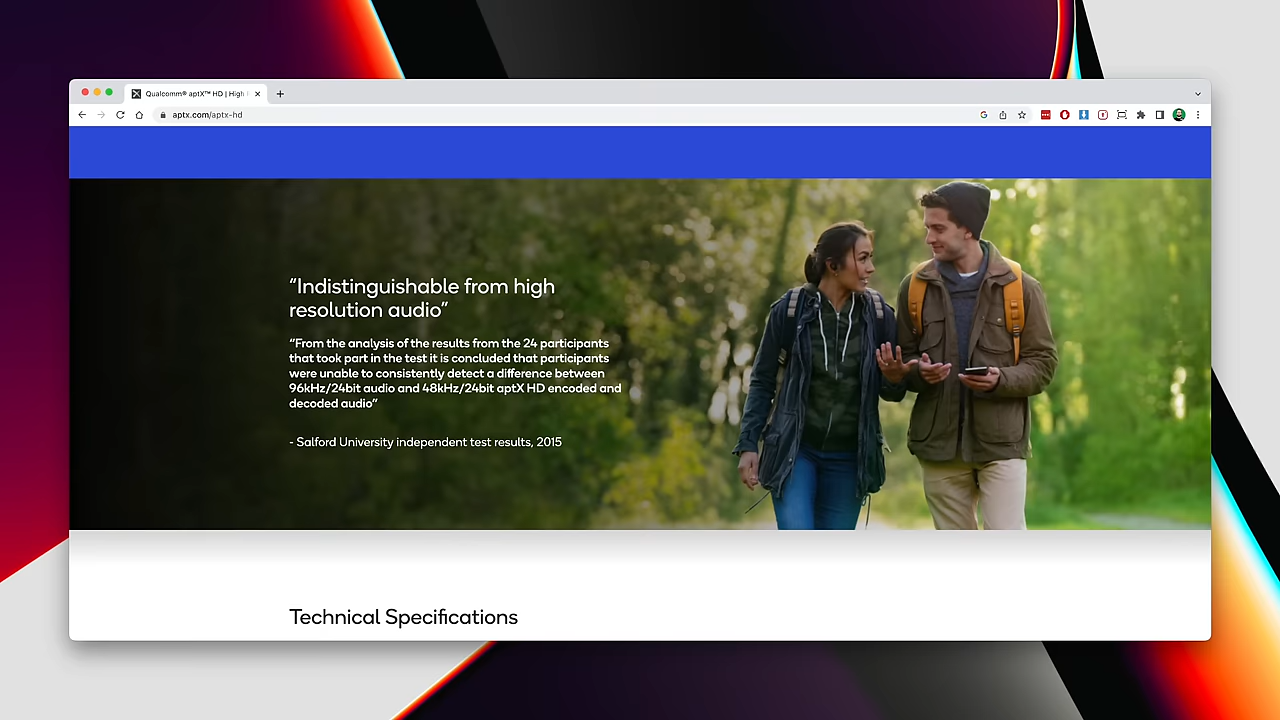 Qualcomm® aptX™ HD | High
aptx.com/aptx-hd
“Indistinguishable from high
resolution audio”
“From the analysis of the results from the 24 participants
that took part in the test it is concluded that participants
were unable to consistently detect a difference between
96kHz/24bit audio and 48kHz/24bit aptX HD encoded and
decoded audio”
- Salford University independent test results, 2015
Technical Specifications